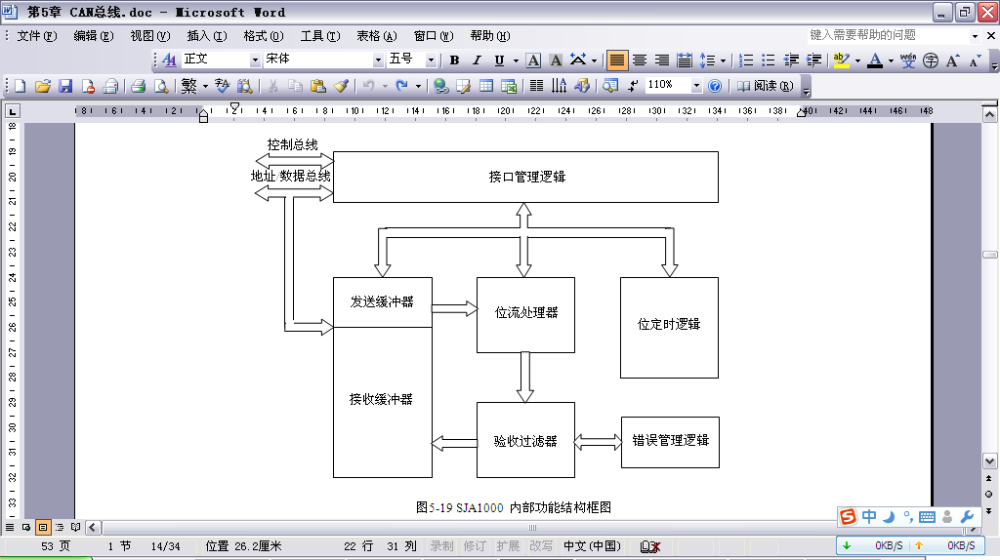 第5章 CAN总线.doc - Microsoft Word
文件(F) 编辑(E) 视图(V) 插入(I) 格式(O) 工具(T) 表格(A) 窗口(W) 帮助(H) 键入需要帮助的问题
正文 宋体 五号 B I U A A wén 字 A A
繁 110% 阅读(R)
8 6 4 2 2 4 6 8 10 12 14 16 18 20 22 24 26 28 30 32 34 36 38 40 42 44 46 48
18
19
20
21
22
23
24
25
26
27
28
29
30
31
32
33
控制总线
地址/数据总线
接口管理逻辑
发送缓冲器
位流处理器
位定时逻辑
接收缓冲器
验收过滤器
错误管理逻辑
图5-19 SJA1000 内部功能结构框图
中
53 页 1 节 14/34 位置 26.2厘米 22 行 31 列 录制 修订 扩展 改写 中文(中国) 0KB/S 0KB/S